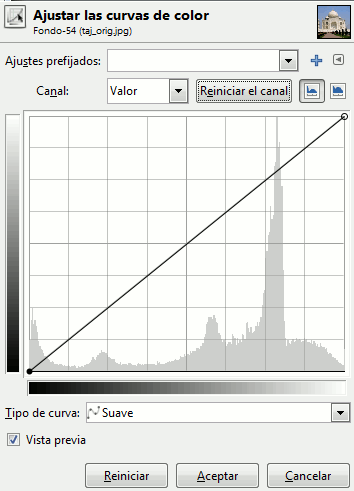 Ajustar las curvas de color
Fondo-54 (taj_orig.jpg)
Ajustes prefijados:
Canal: Valor Reiniciar el canal
Tipo de curva: Suave
Vista previa
Reiniciar Aceptar Cancelar